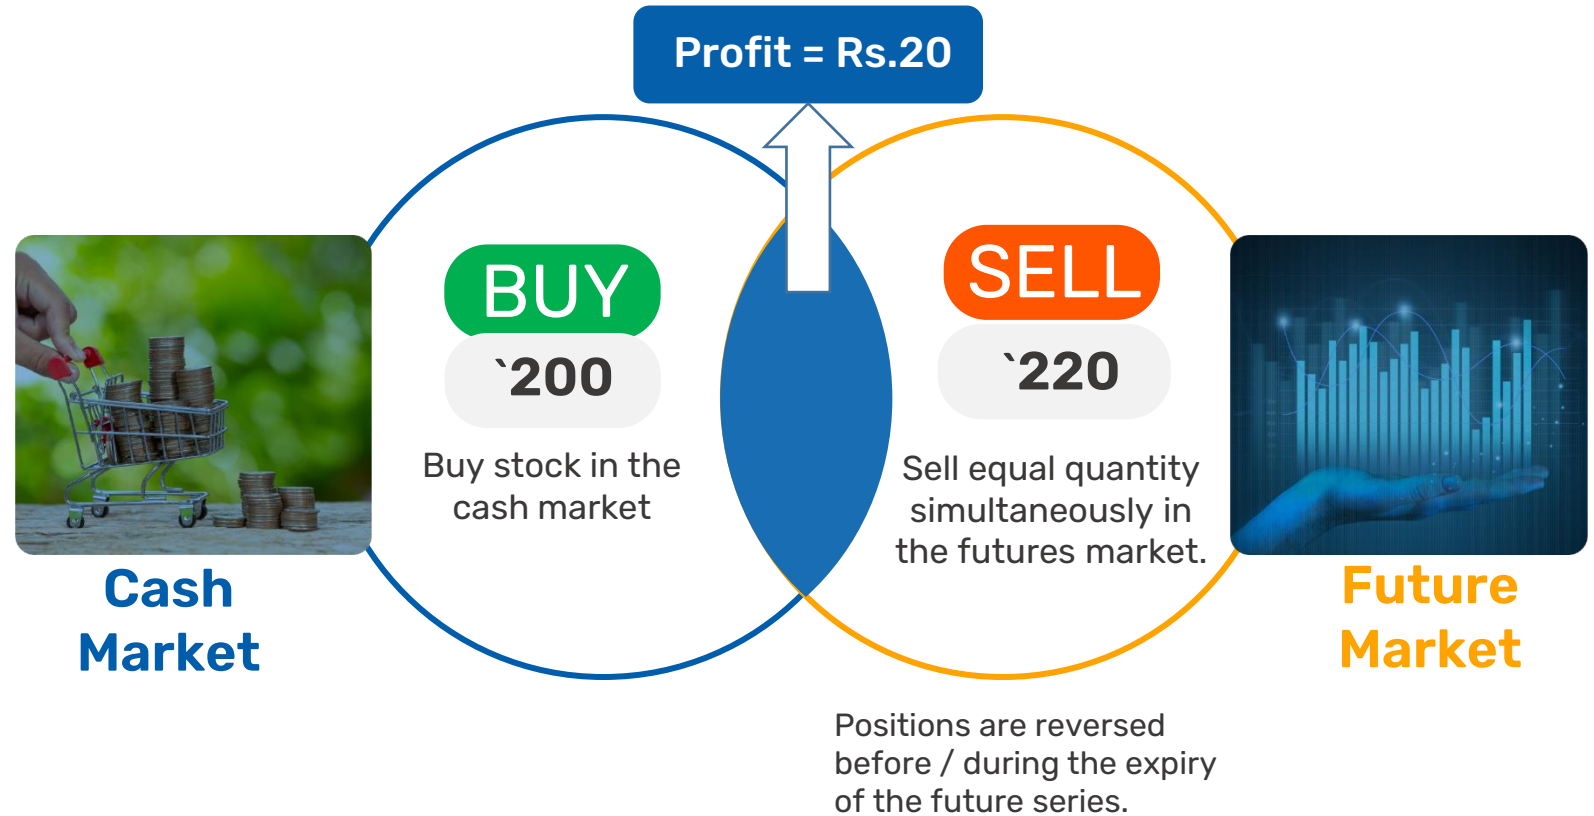 Profit = Rs.20
BUY
`200
Buy stock in the
cash market
SELL
`220
Sell equal quantity
simultaneously in
the futures market.
Cash
Market
Future
Market
Positions are reversed
before / during the expiry
of the future series.